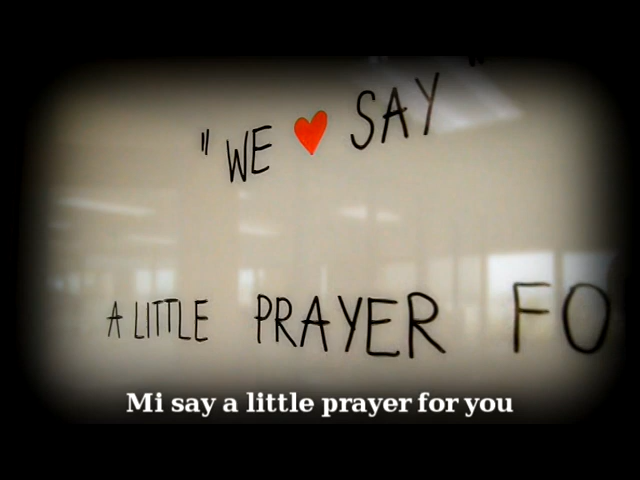 "WE ❤ SAY "
A LITTLE PRAYER FO
Mi say a little prayer for you